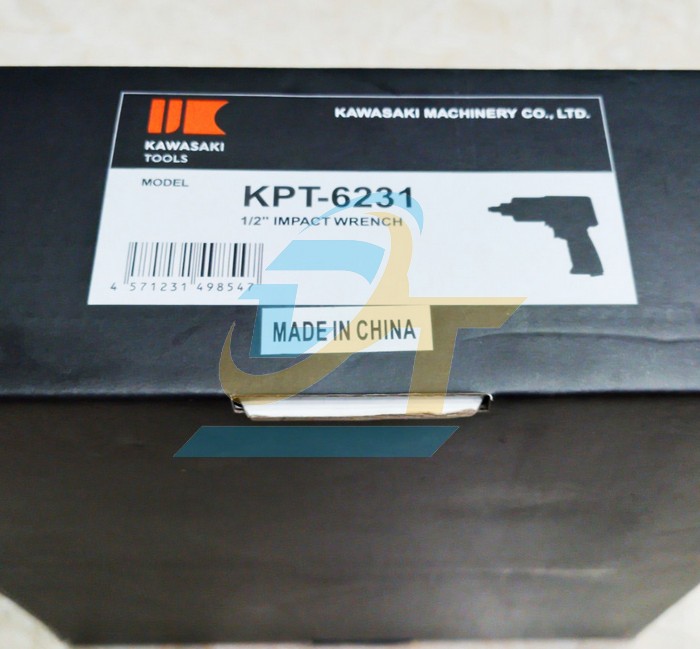 KAWASAKI
TOOLS
KAWASAKI MACHINERY CO., LTD.
MODEL
KPT-6231
1/2" IMPACT WRENCH
4 571231 498547
MADE IN CHINA
DT